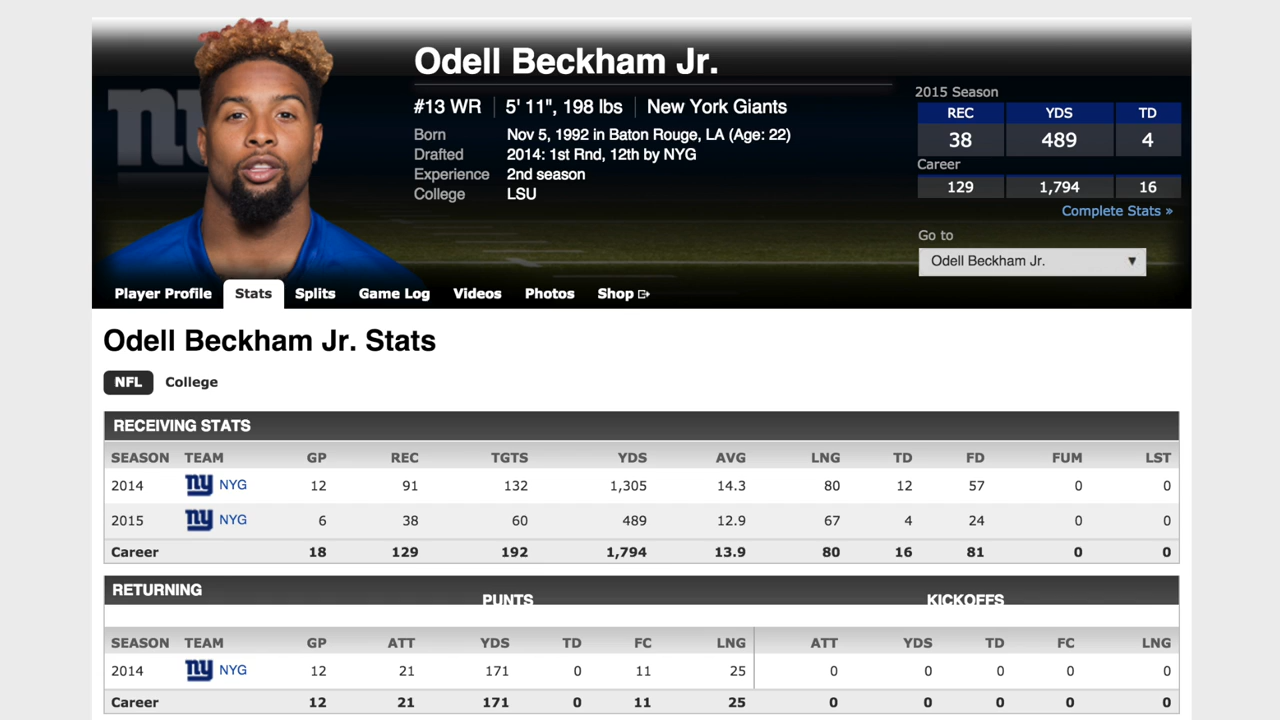 Odell Beckham Jr.
#13 WR 5' 11", 198 lbs New York Giants
Born Nov 5, 1992 in Baton Rouge, LA (Age: 22)
Drafted 2014: 1st Rnd, 12th by NYG
Experience 2nd season
College LSU
2015 Season
REC YDS TD
38 489 4
Career
129 1,794 16
Complete Stats »
Go to
Odell Beckham Jr. ▼
Player Profile Stats Splits Game Log Videos Photos Shop
Odell Beckham Jr. Stats
NFL College
RECEIVING STATS
SEASON TEAM GP REC TGTS YDS AVG LNG TD FD FUM LST
2014 ny NYG 12 91 132 1,305 14.3 80 12 57 0 0
2015 ny NYG 6 38 60 489 12.9 67 4 24 0 0
Career 18 129 192 1,794 13.9 80 16 81 0 0
RETURNING
PUNTS KICKOFFS
SEASON TEAM GP ATT YDS TD FC LNG ATT YDS TD FC LNG
2014 ny NYG 12 21 171 0 11 25 0 0 0 0 0
Career 12 21 171 0 11 25 0 0 0 0 0